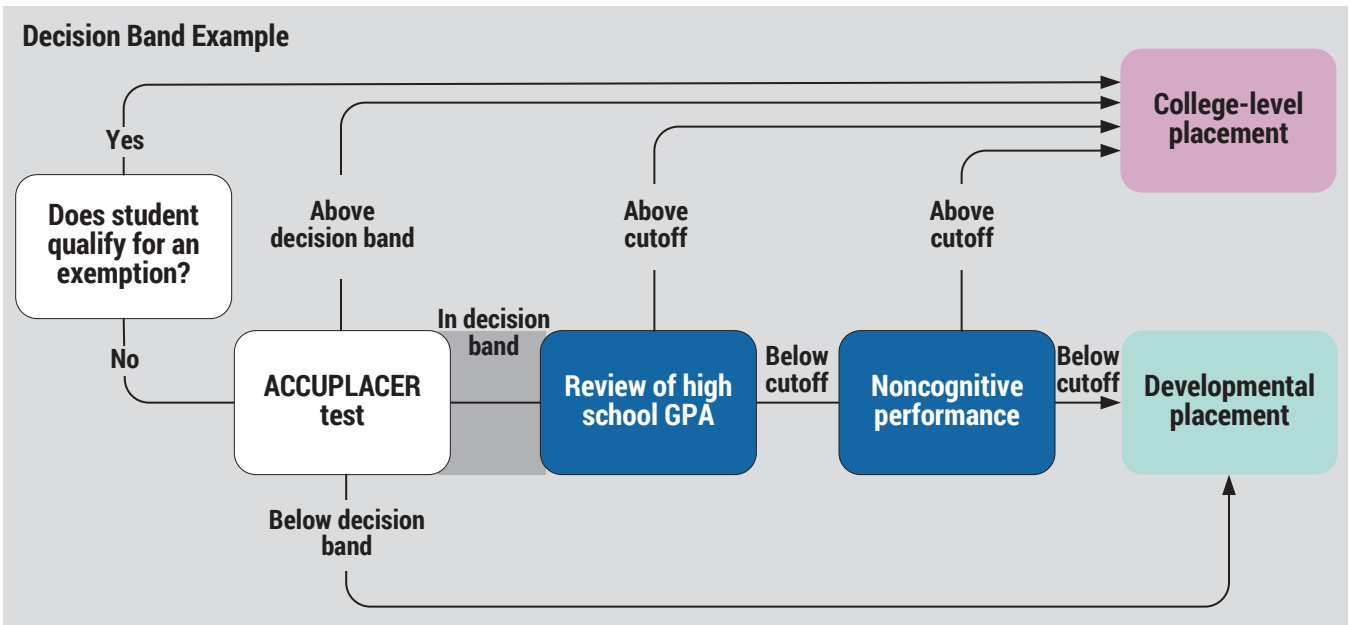 Decision Band Example
College-level
placement
Yes
Does student
qualify for an
exemption?
Above
decision band
Above
cutoff
Above
cutoff
No
In decision
band
ACCUPLACER
test
Review of high
school GPA
Below
cutoff
Noncognitive
performance
Below
cutoff
Developmental
placement
Below decision
band